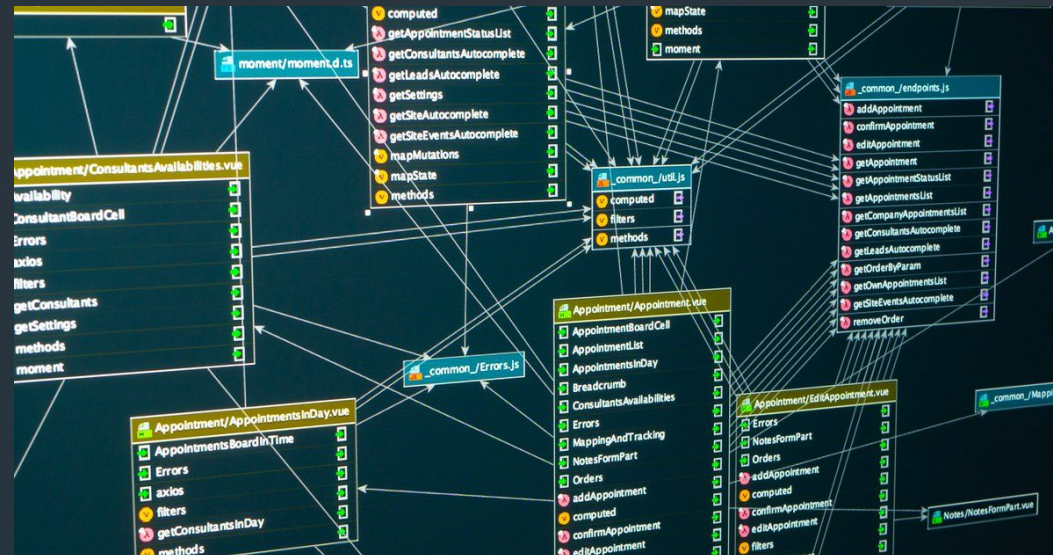 moment/moment.d.ts
computed
getAppointmentStatusList
getConsultantsAutocomplete
getLeadsAutocomplete
getSettings
getSiteAutocomplete
getSiteEventsAutocomplete
mapMutations
mapState
methods
mapState
methods
moment
_common_/endpoints.js
addAppointment
confirmAppointment
editAppointment
getAppointment
getAppointmentStatusList
getAppointmentsList
getCompanyAppointmentsList
getConsultantsAutocomplete
getLeadsAutocomplete
getOrderByParam
getOwnAppointmentsList
getSiteEventsAutocomplete
removeOrder
Appointment/ConsultantsAvailabilities.vue
Availability
ConsultantBoardCell
Errors
axios
filters
getConsultants
getSettings
methods
moment
_common_/util.js
computed
filters
methods
_common_/Errors.js
Appointment/AppointmentsInDay.vue
AppointmentsBoardInTime
Errors
axios
filters
getConsultantsInDay
methods
Appointment/Appointment.vue
AppointmentBoardCell
AppointmentList
AppointmentsInDay
Breadcrumb
ConsultantsAvailabilities
Errors
MappingAndTracking
NotesFormPart
Orders
addAppointment
computed
confirmAppointment
editAppointment
Appointment/EditAppointment.vue
Errors
NotesFormPart
Orders
addAppointment
computed
confirmAppointment
editAppointment
filters
_common_/Mappi
Notes/NotesFormPart.vue